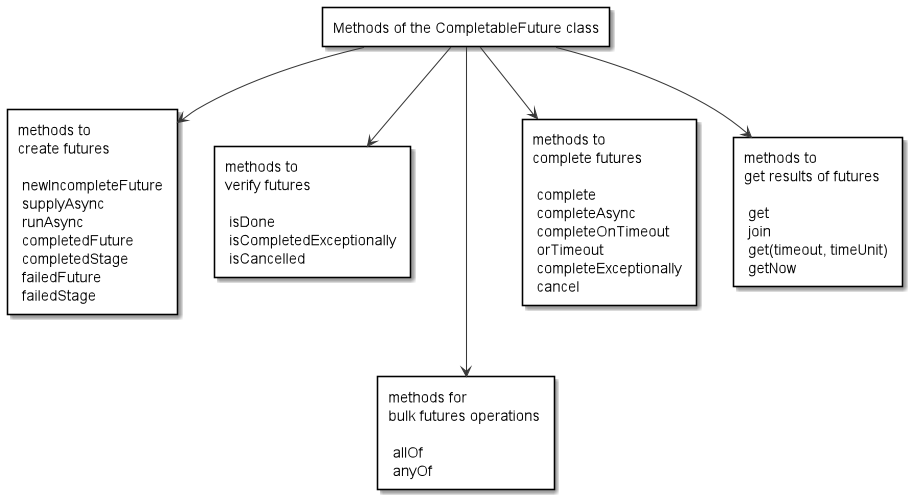 Methods of the CompletableFuture class
methods to
create futures
newIncompleteFuture
supplyAsync
runAsync
completedFuture
completedStage
failedFuture
failedStage
methods to
verify futures
isDone
isCompletedExceptionally
isCancelled
methods to
complete futures
complete
completeAsync
completeOnTimeout
orTimeout
completeExceptionally
cancel
methods to
get results of futures
get
join
get(timeout, timeUnit)
getNow
methods for
bulk futures operations
allOf
anyOf